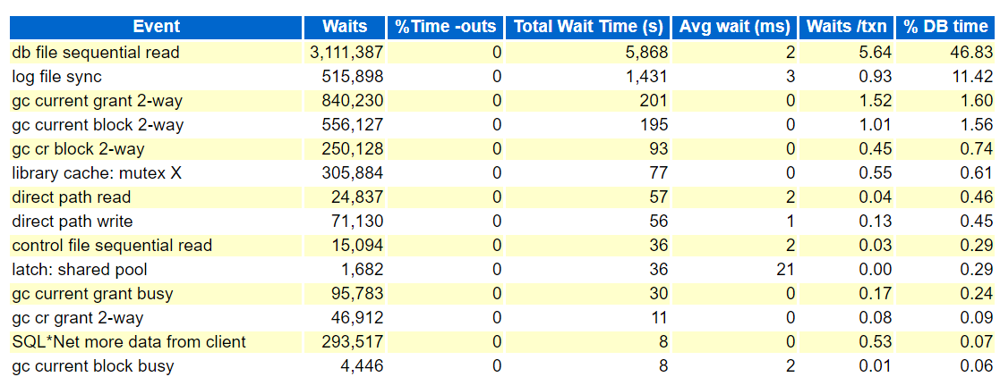 Event Waits %Time -outs Total Wait Time (s) Avg wait (ms) Waits /txn % DB time
db file sequential read 3,111,387 0 5,868 2 5.64 46.83
log file sync 515,898 0 1,431 3 0.93 11.42
gc current grant 2-way 840,230 0 201 0 1.52 1.60
gc current block 2-way 556,127 0 195 0 1.01 1.56
gc cr block 2-way 250,128 0 93 0 0.45 0.74
library cache: mutex X 305,884 0 77 0 0.55 0.61
direct path read 24,837 0 57 2 0.04 0.46
direct path write 71,130 0 56 1 0.13 0.45
control file sequential read 15,094 0 36 2 0.03 0.29
latch: shared pool 1,682 0 36 21 0.00 0.29
gc current grant busy 95,783 0 30 0 0.17 0.24
gc cr grant 2-way 46,912 0 11 0 0.08 0.09
SQL*Net more data from client 293,517 0 8 0 0.53 0.07
gc current block busy 4,446 0 8 2 0.01 0.06